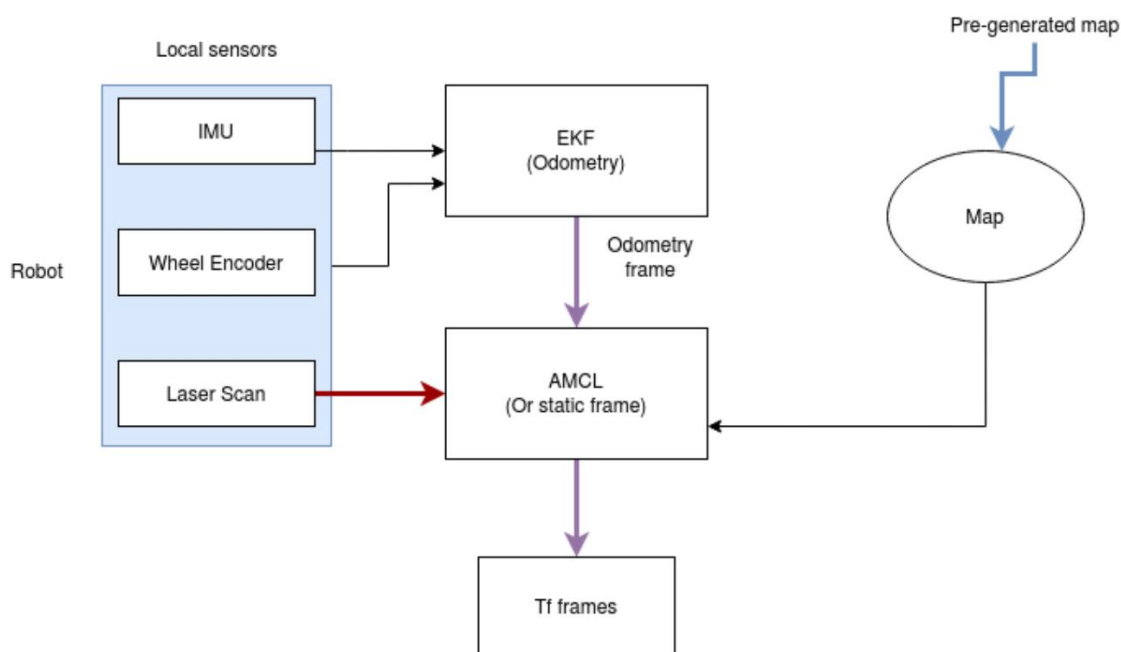 Pre-generated map
Local sensors
IMU
EKF
(Odometry)
Map
Wheel Encoder
Odometry
frame
Robot
Laser Scan
AMCL
(Or static frame)
Tf frames